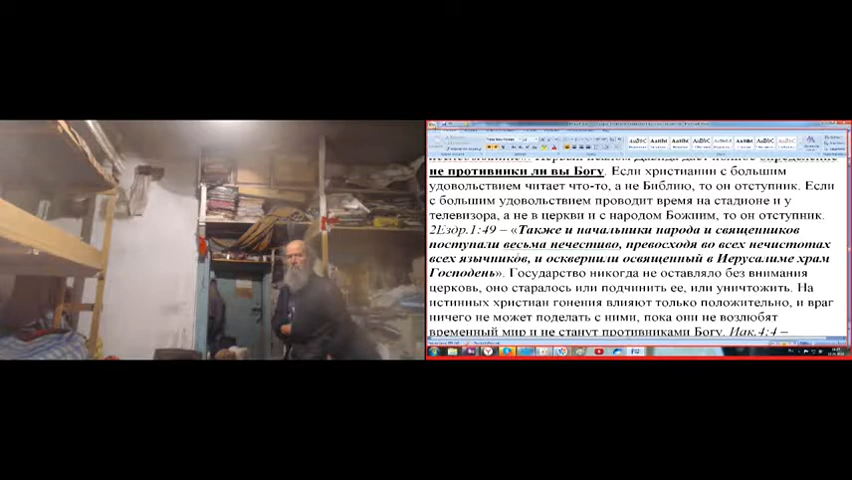 не противники ли вы Богу. Если христианин с большим
удовольствием читает что-то, а не Библию, то он отступник. Если
с большим удовольствием проводит время на стадионе и у
телевизора, а не в церкви и с народом Божиим, то он отступник.
2Ездр.1:49 – «Также и начальники народа и священников
поступали весьма нечестиво, превосходя во всех нечистотах
всех язычников, и осквернили освященный в Иерусалиме храм
Господень». Государство никогда не оставляло без внимания
церковь, оно старалось или подчинить ее, или уничтожить. На
истинных христиан гонения влияют только положительно, и враг
ничего не может поделать с ними, пока они не возлюбят
временный мир и не станут противниками Богу. Иак.4:4 –